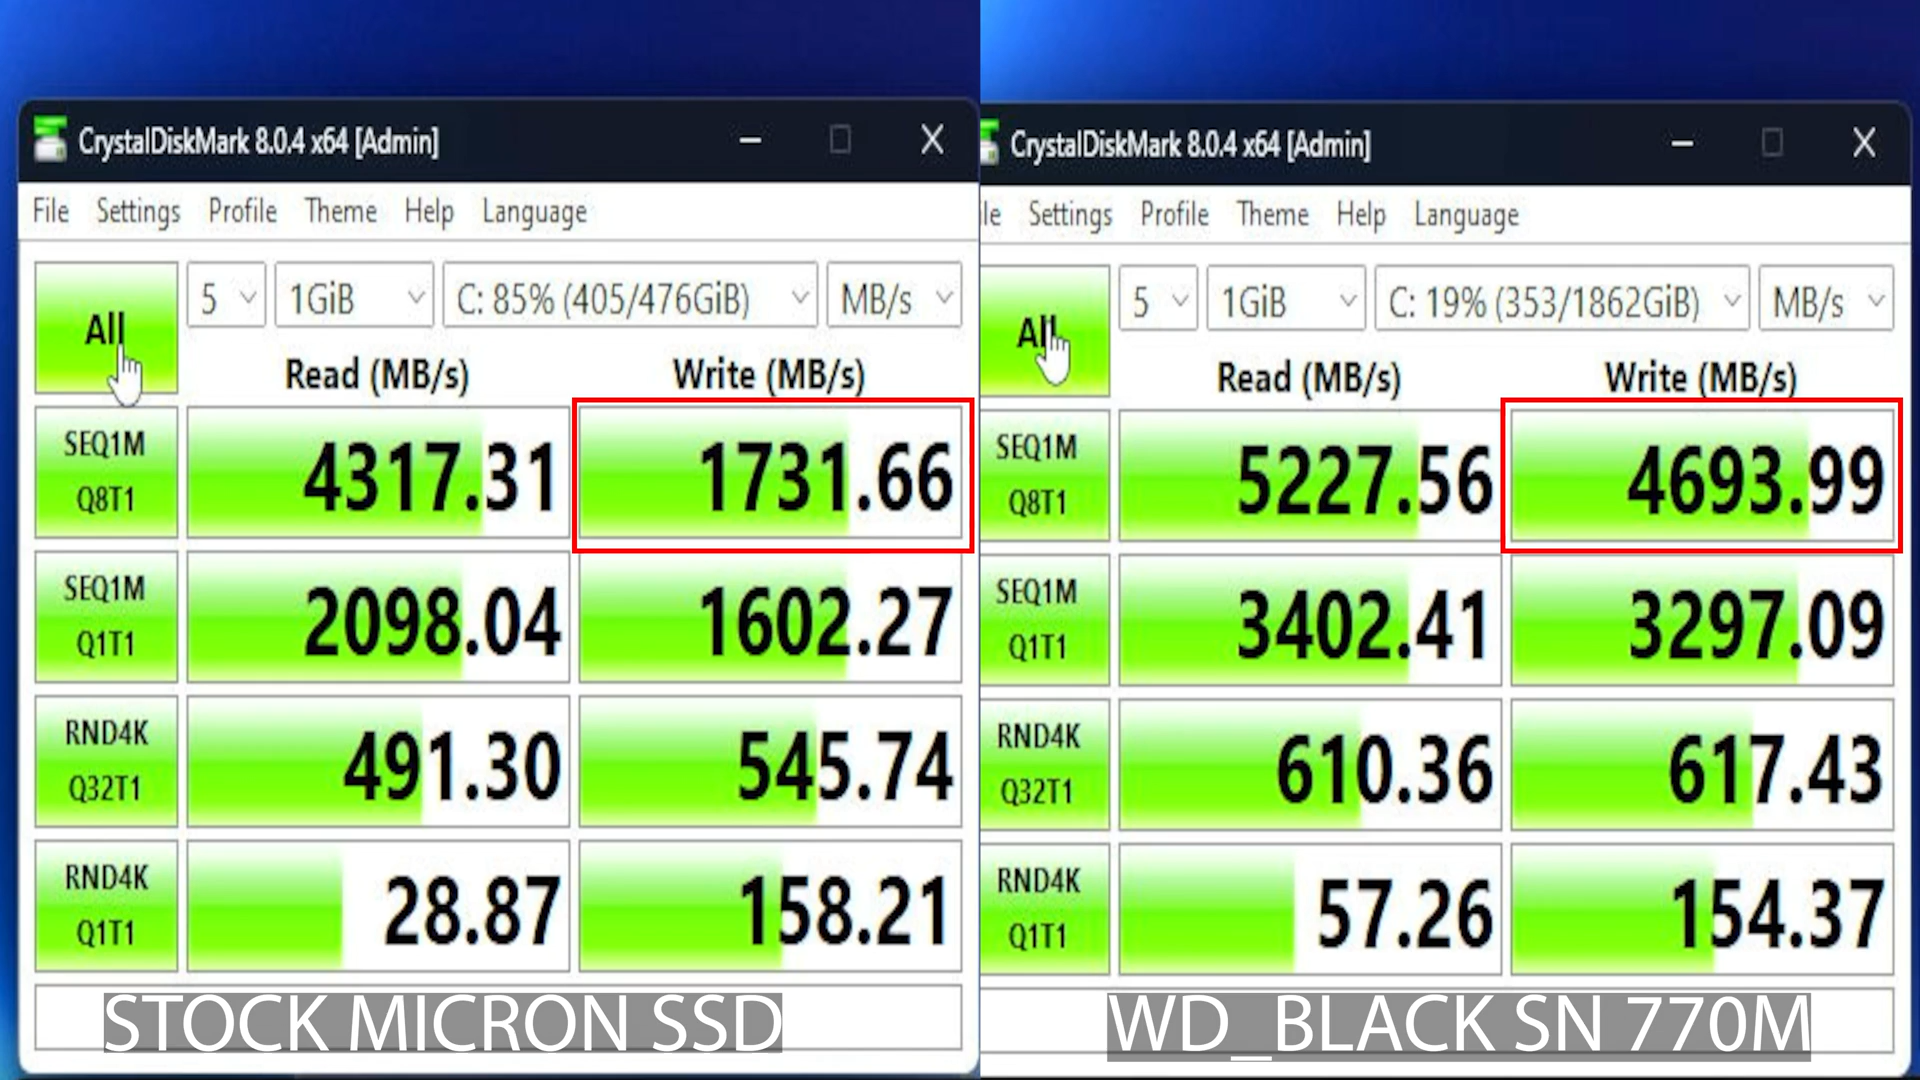 CrystalDiskMark 8.0.4 x64 [Admin]
File Settings Profile Theme Help Language
All 5 1GiB C: 85% (405/476GiB) MB/s
Read (MB/s) Write (MB/s)
SEQ1M
Q8T1
4317.31 1731.66
SEQ1M
Q1T1
2098.04 1602.27
RND4K
Q32T1
491.30 545.74
RND4K
Q1T1
28.87 158.21
STOCK MICRON SSD
CrystalDiskMark 8.0.4 x64 [Admin]
ile Settings Profile Theme Help Language
All 5 1GiB C: 19% (353/1862GiB) MB/s
Read (MB/s) Write (MB/s)
SEQ1M
Q8T1
5227.56 4693.99
SEQ1M
Q1T1
3402.41 3297.09
RND4K
Q32T1
610.36 617.43
RND4K
Q1T1
57.26 154.37
WD_BLACK SN 770M